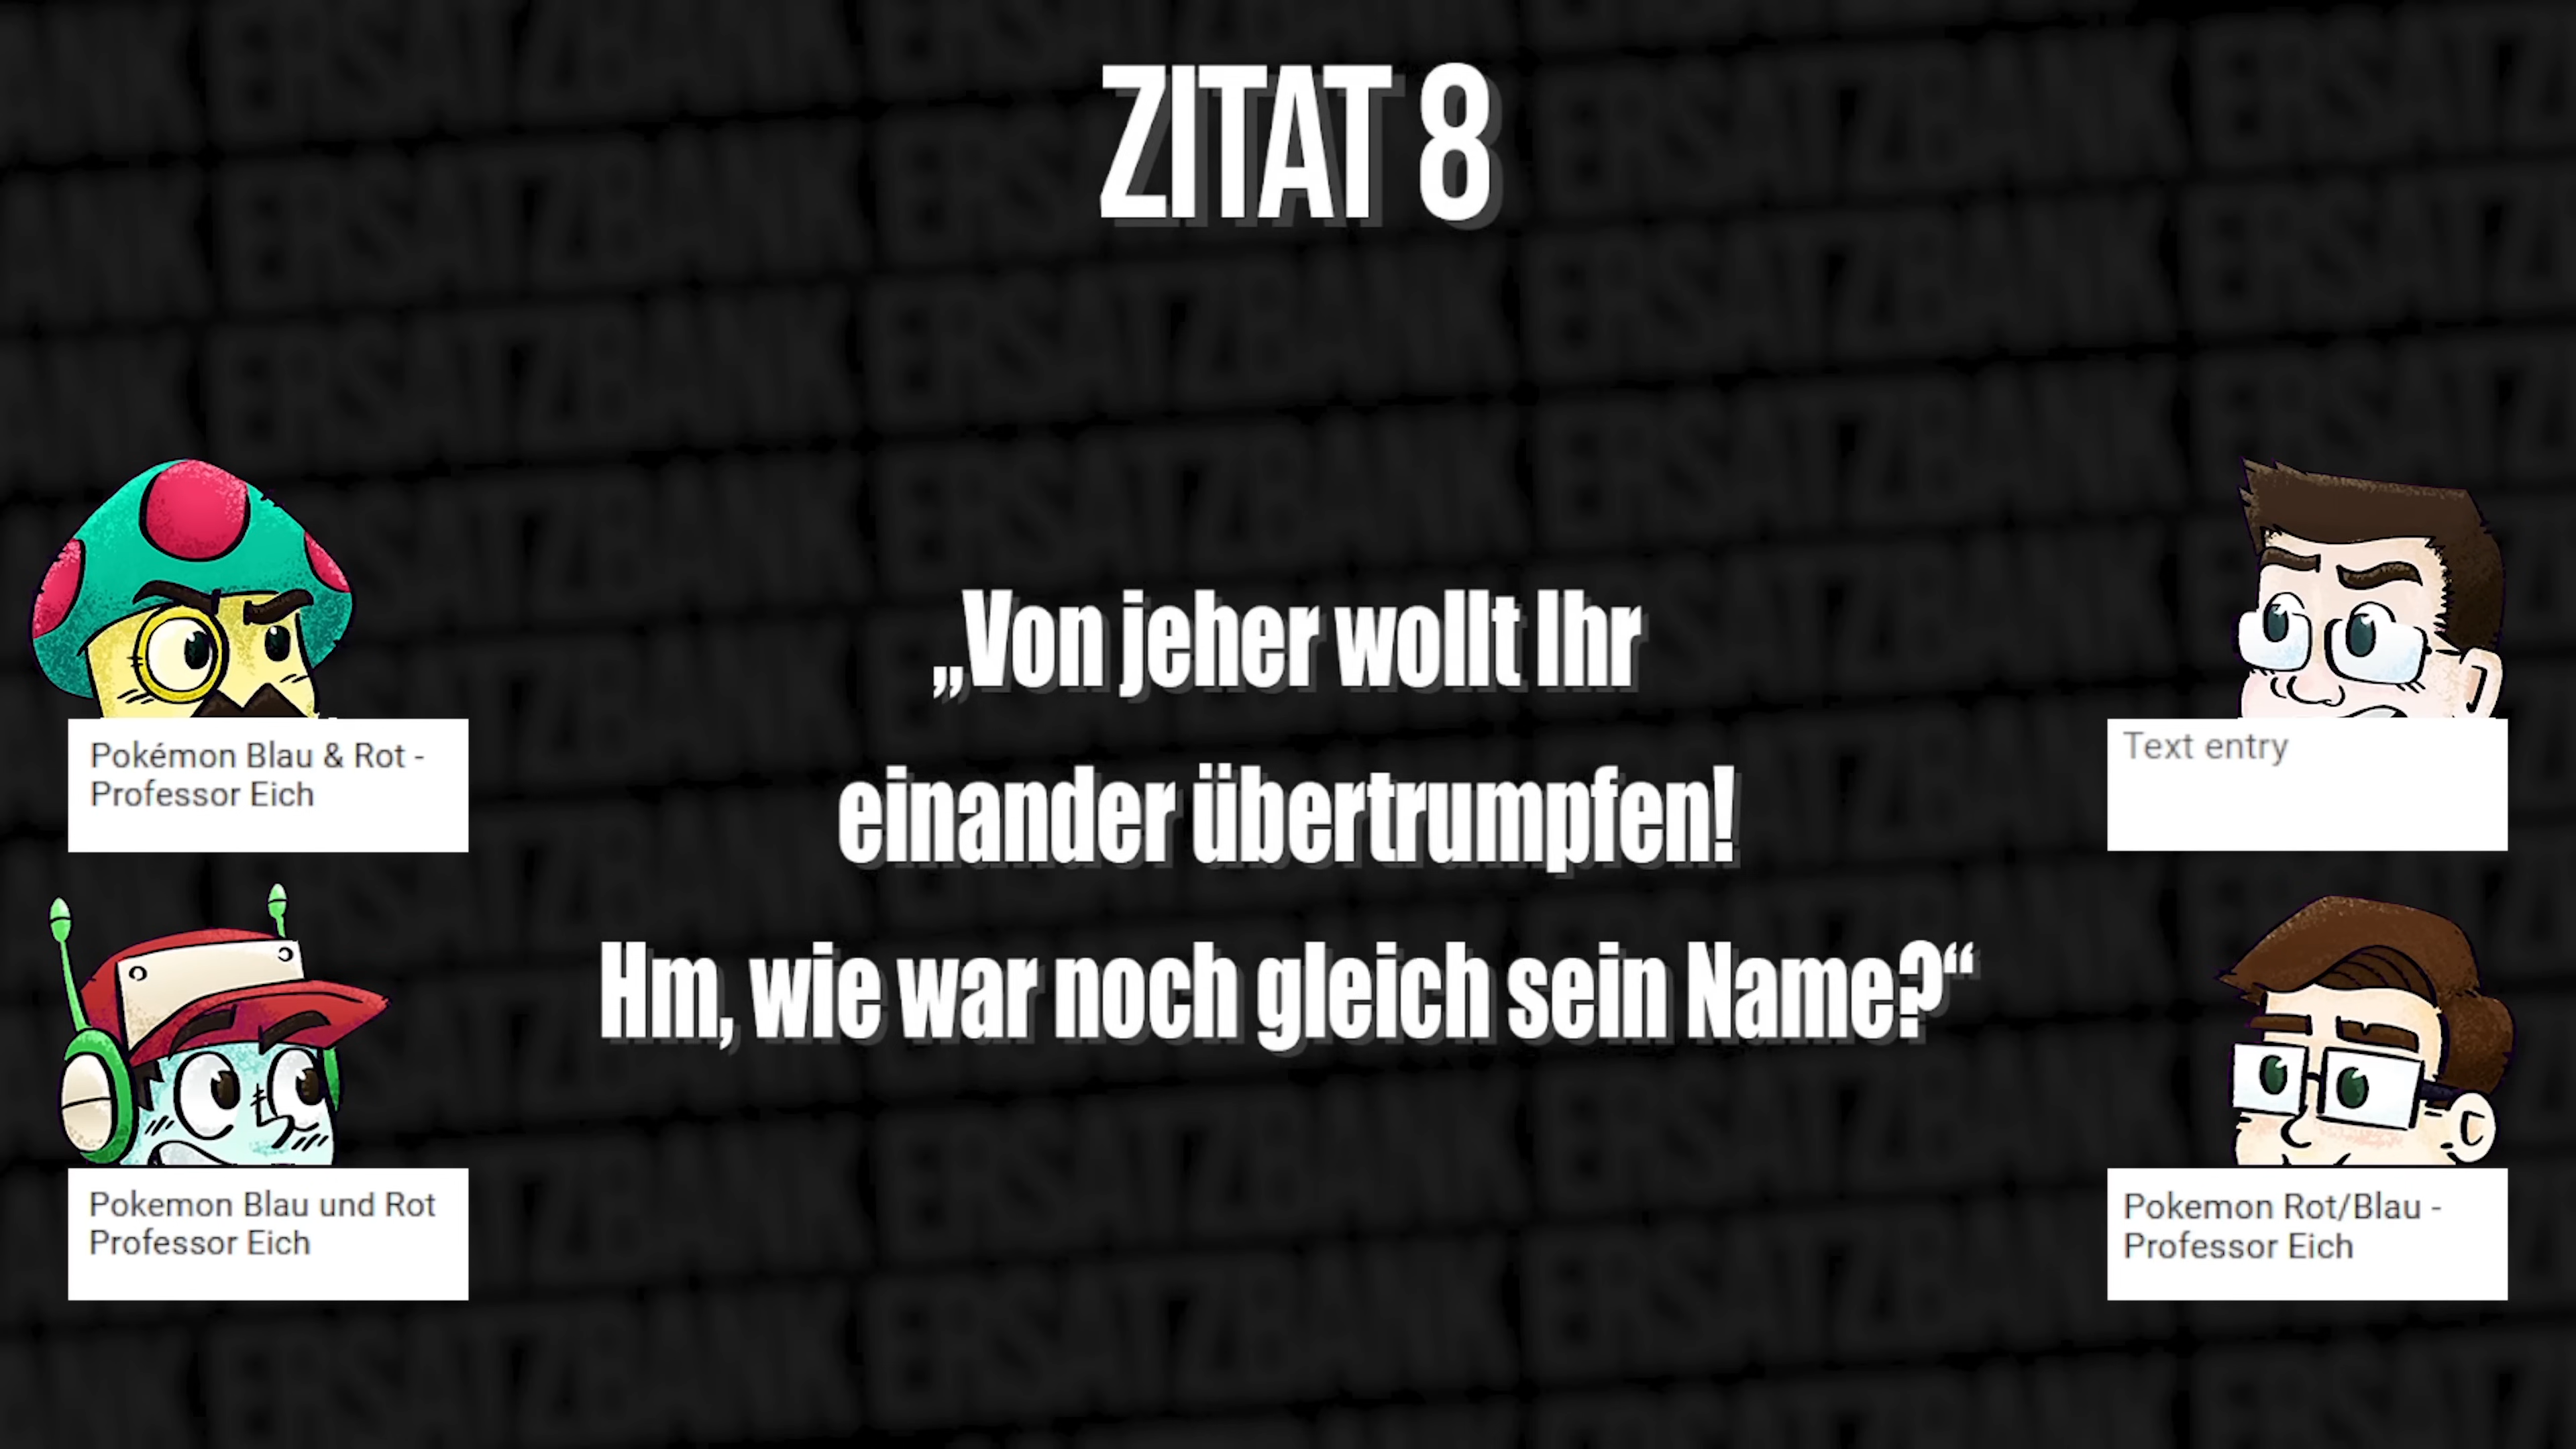 ZITAT 8
„Von jeher wollt Ihr
einander übertrumpfen!
Hm, wie war noch gleich sein Name?“
Pokémon Blau & Rot -
Professor Eich
Text entry
Pokemon Blau und Rot
Professor Eich
Pokemon Rot/Blau -
Professor Eich
ERSATZBANK